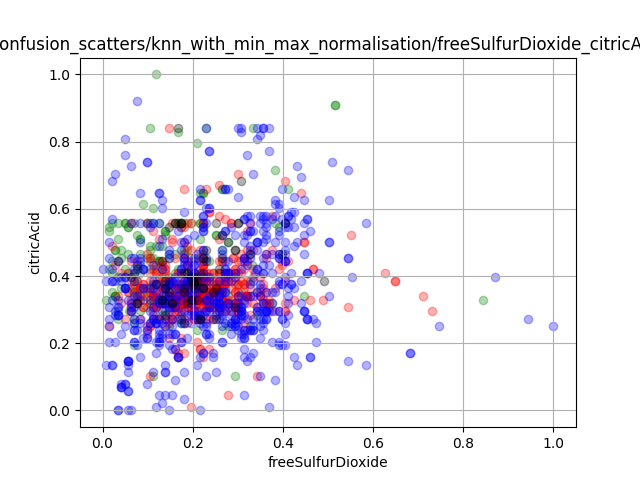 onfusion_scatters/knn_with_min_max_normalisation/freeSulfurDioxide_citricA
1.0
0.8
0.6
0.4
0.2
0.0
citricAcid
0.0 0.2 0.4 0.6 0.8 1.0
freeSulfurDioxide